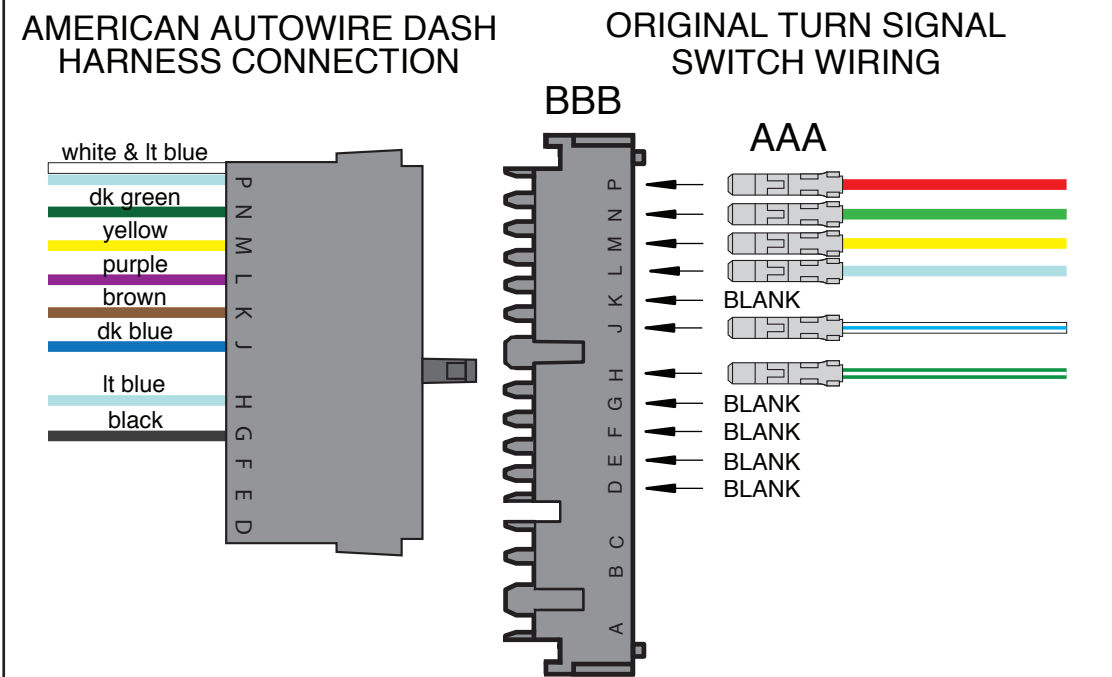 AMERICAN AUTOWIRE DASH
HARNESS CONNECTION
ORIGINAL TURN SIGNAL
SWITCH WIRING
BBB
AAA
white & lt blue
dk green
yellow
purple
brown
dk blue
lt blue
black
P
N
M
L
K
J
H
G
F
E
D
P
N
M
L
K
J
H
G
F
E
D
C
B
A
BLANK
BLANK
BLANK
BLANK
BLANK